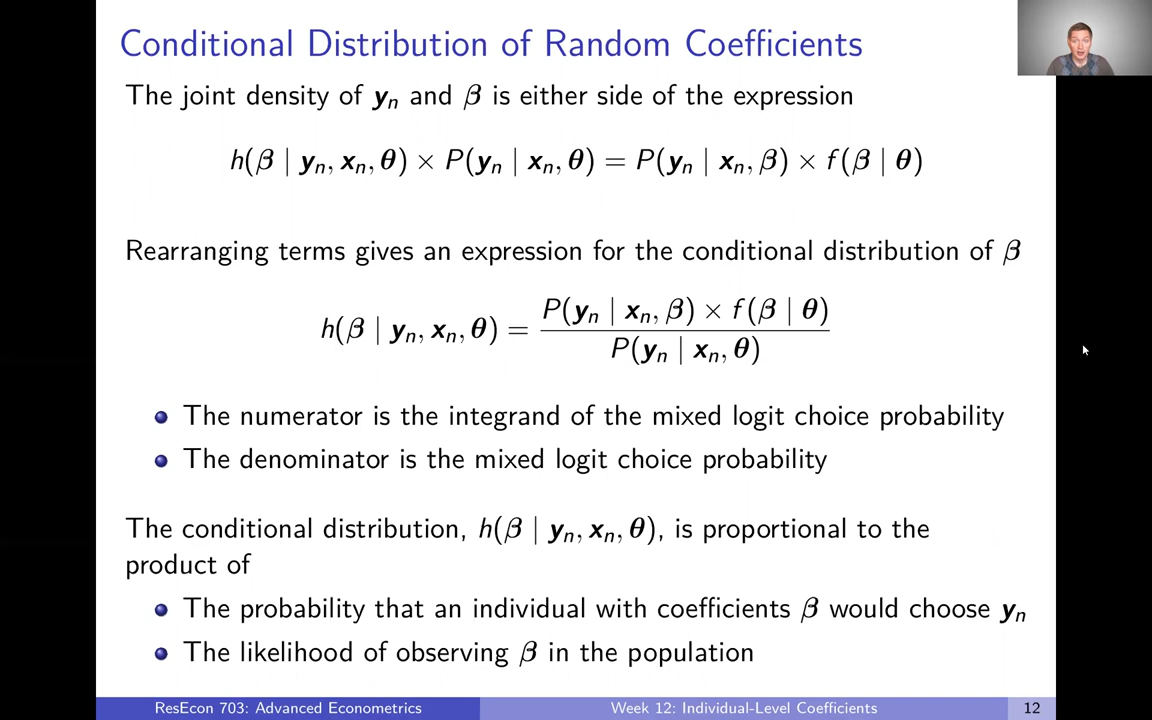 Conditional Distribution of Random Coefficients
The joint density of yₙ and β is either side of the expression
h(β | yₙ, xₙ, θ) × P(yₙ | xₙ, θ) = P(yₙ | xₙ, β) × f(β | θ)
Rearranging terms gives an expression for the conditional distribution of β
h(β | yₙ, xₙ, θ) = P(yₙ | xₙ, β) × f(β | θ)
P(yₙ | xₙ, θ)
• The numerator is the integrand of the mixed logit choice probability
• The denominator is the mixed logit choice probability
The conditional distribution, h(β | yₙ, xₙ, θ), is proportional to the
product of
• The probability that an individual with coefficients β would choose yₙ
• The likelihood of observing β in the population
ResEcon 703: Advanced Econometrics Week 12: Individual-Level Coefficients 12